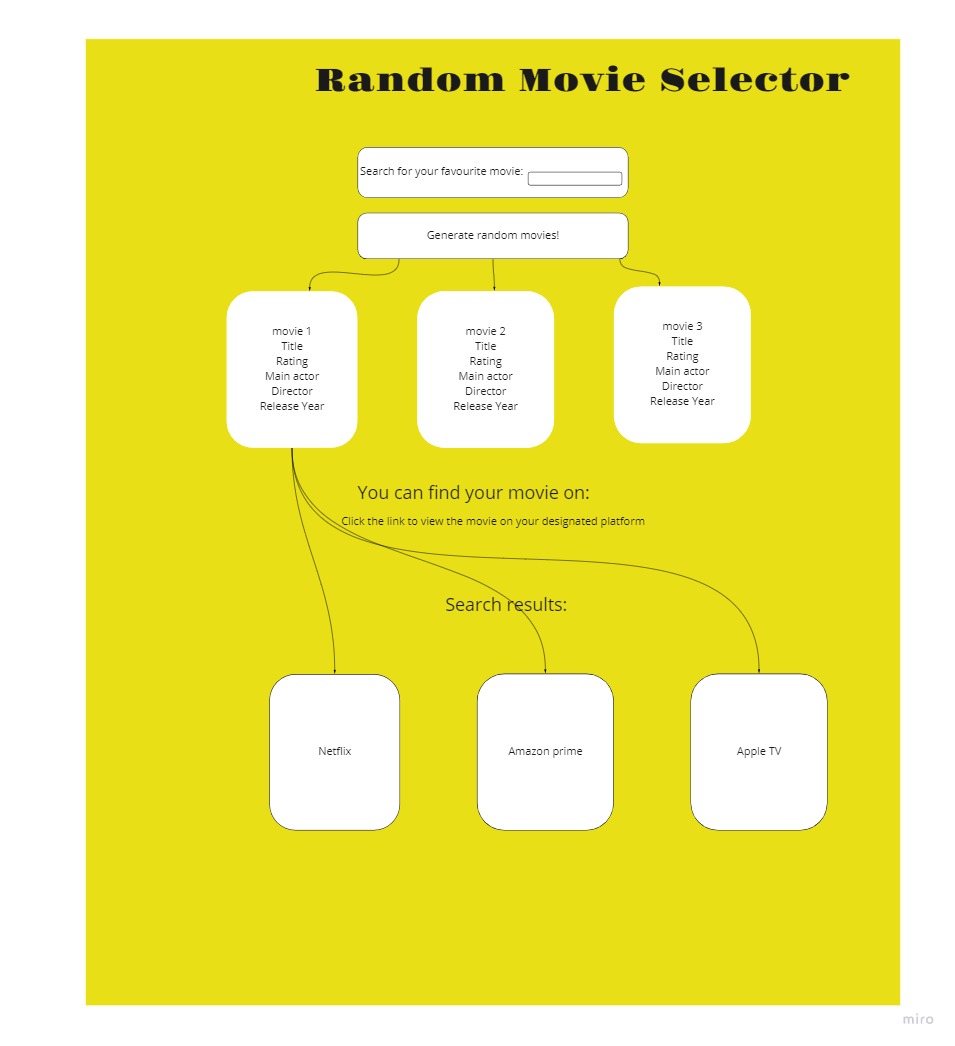 Random Movie Selector
Search for your favourite movie:
Generate random movies!
movie 1
Title
Rating
Main actor
Director
Release Year
movie 2
Title
Rating
Main actor
Director
Release Year
movie 3
Title
Rating
Main actor
Director
Release Year
You can find your movie on:
Click the link to view the movie on your designated platform
Search results:
Netflix
Amazon prime
Apple TV
miro